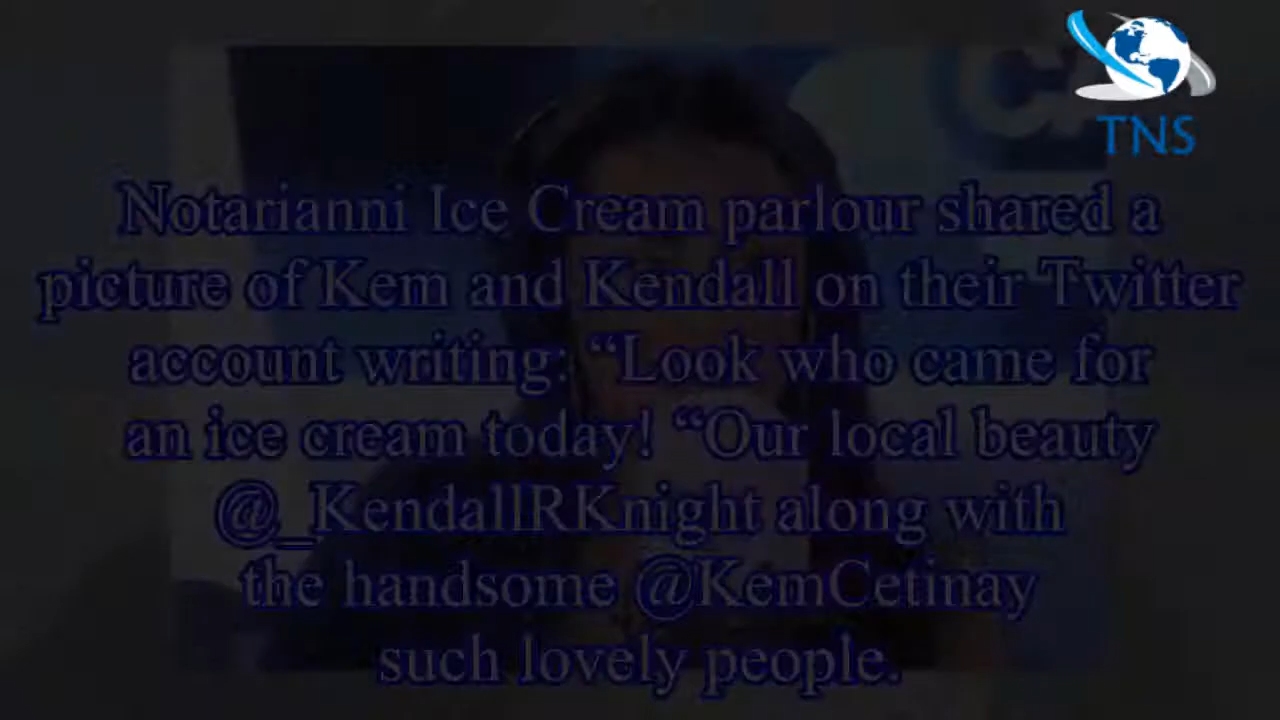 TNS
Notarianni Ice Cream parlour shared a
picture of Kem and Kendall on their Twitter
account writing: “Look who came for
an ice cream today! “Our local beauty
@_KendallRKnight along with
the handsome @KemCetinay
such lovely people.